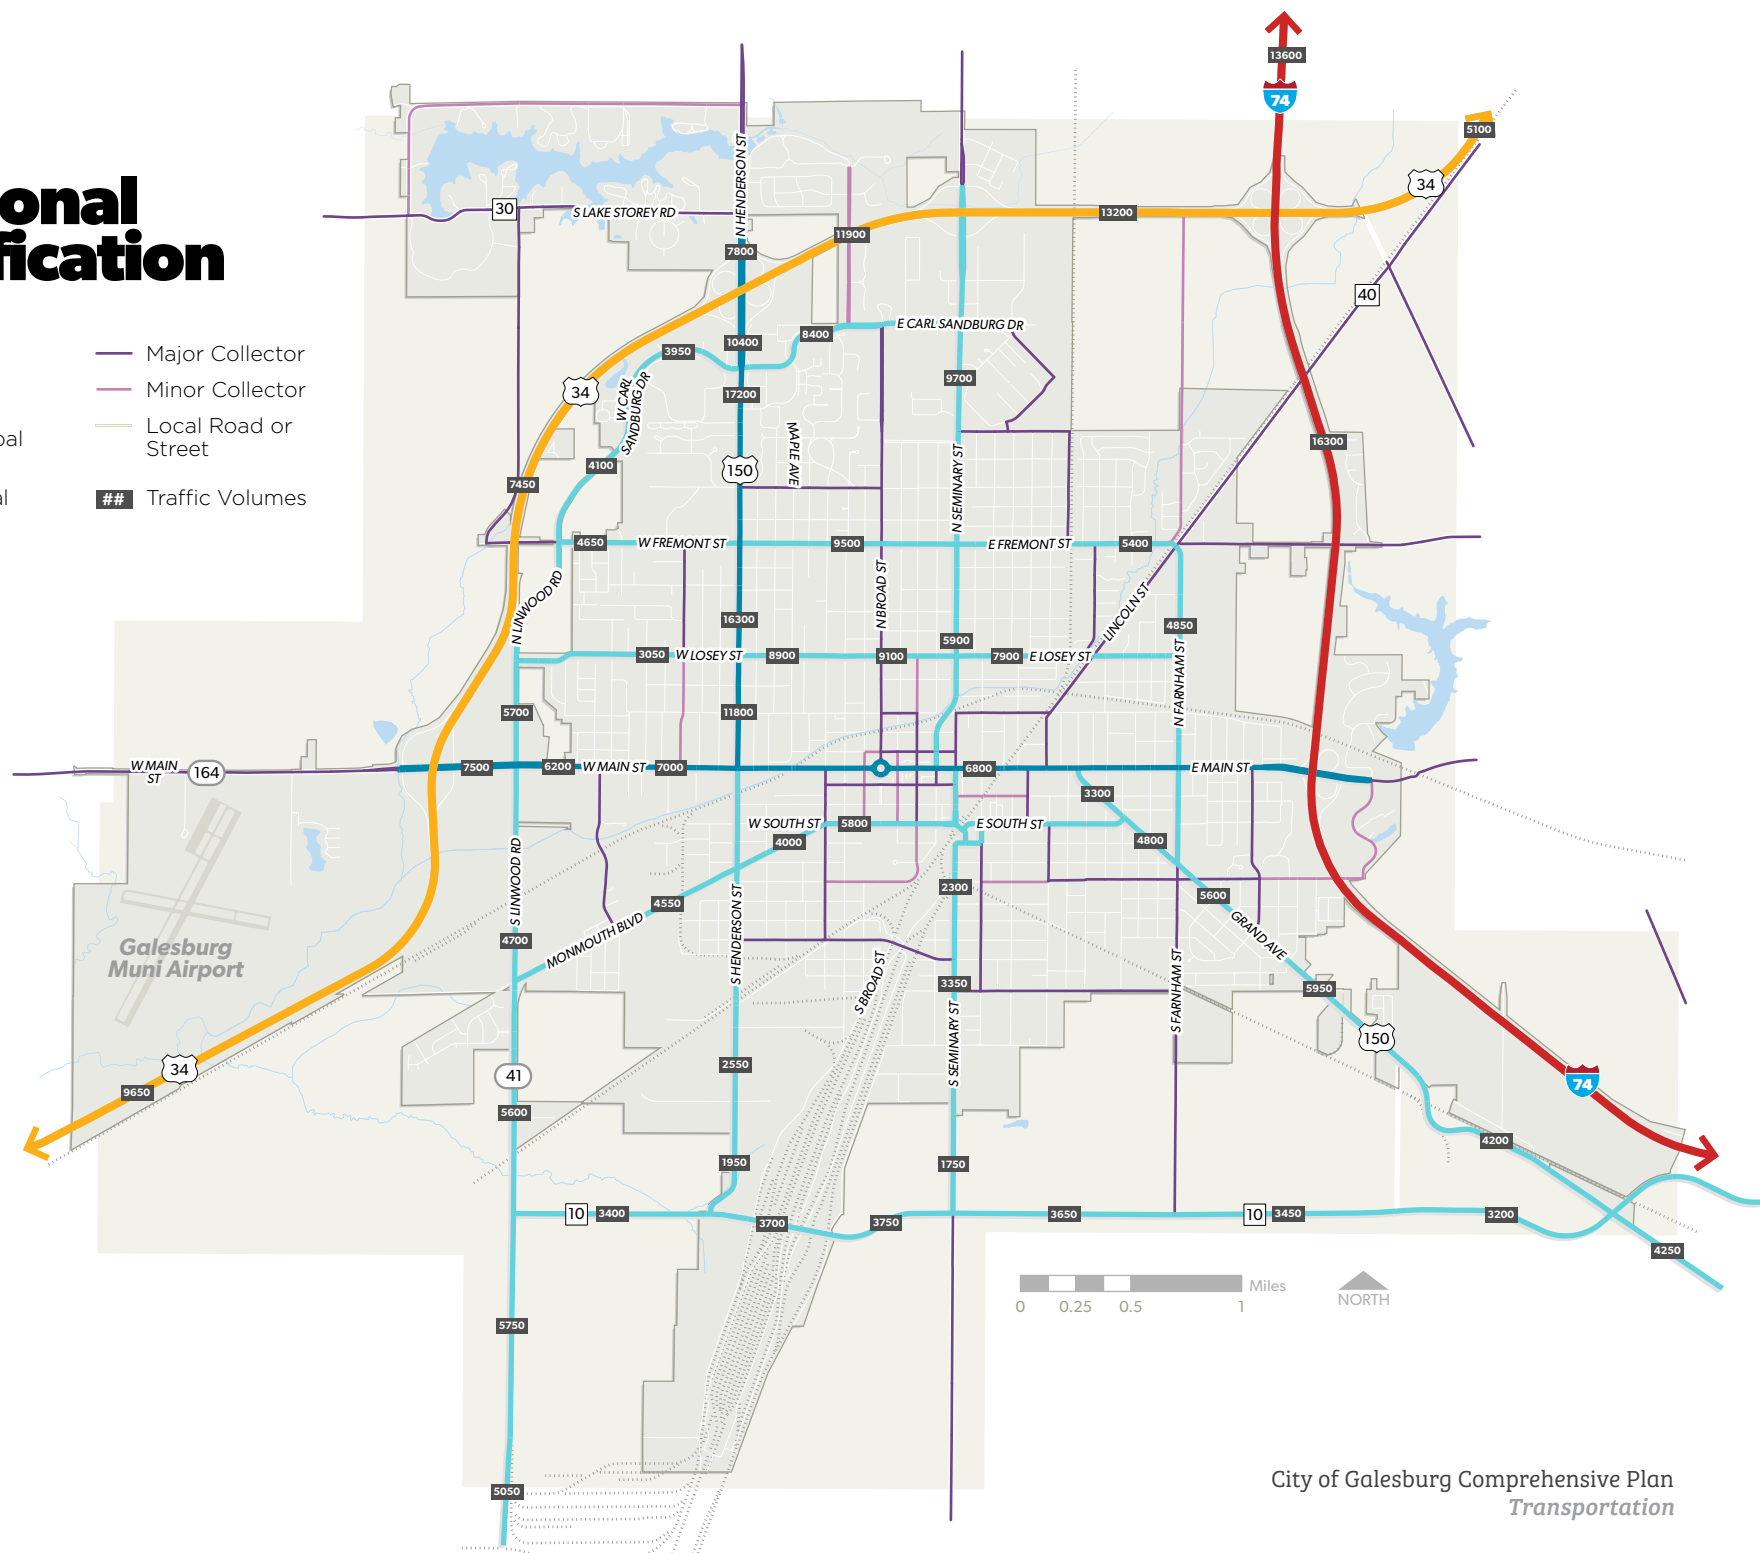 onal
fication
Major Collector
Minor Collector
Local Road or
Street
## Traffic Volumes
pal
al
13600
74
5100
34
30
S LAKE STOREY RD
N HENDERSON ST
13200
11900
7800
40
E CARL SANDBURG DR
8400
10400
3950
34
W CARL
SANDBURG DR
9700
17200
MAPLE AVE
16300
4100
150
7450
N SEMINARY ST
4650
W FREMONT ST
9500
E FREMONT ST
5400
N LINWOOD RD
N BROAD ST
LINCOLN ST
16300
4850
5900
3050
W LOSEY ST
8900
9100
7900
E LOSEY ST
N FARNHAM ST
5700
11800
W MAIN
ST
164
7500
6200
W MAIN ST
7000
6800
E MAIN ST
3300
W SOUTH ST
5800
E SOUTH ST
4000
4800
S LINWOOD RD
2300
5600
4550
S HENDERSON ST
MONMOUTH BLVD
GRAND AVE
4700
Galesburg
Muni Airport
S BROAD ST
3350
S FARNHAM ST
5950
S SEMINARY ST
150
34
41
2550
74
9650
5600
4200
1950
1750
10
3400
3700
3750
3650
10
3450
3200
4250
Miles
0
0.25
0.5
1
NORTH
5750
5050
City of Galesburg Comprehensive Plan
Transportation